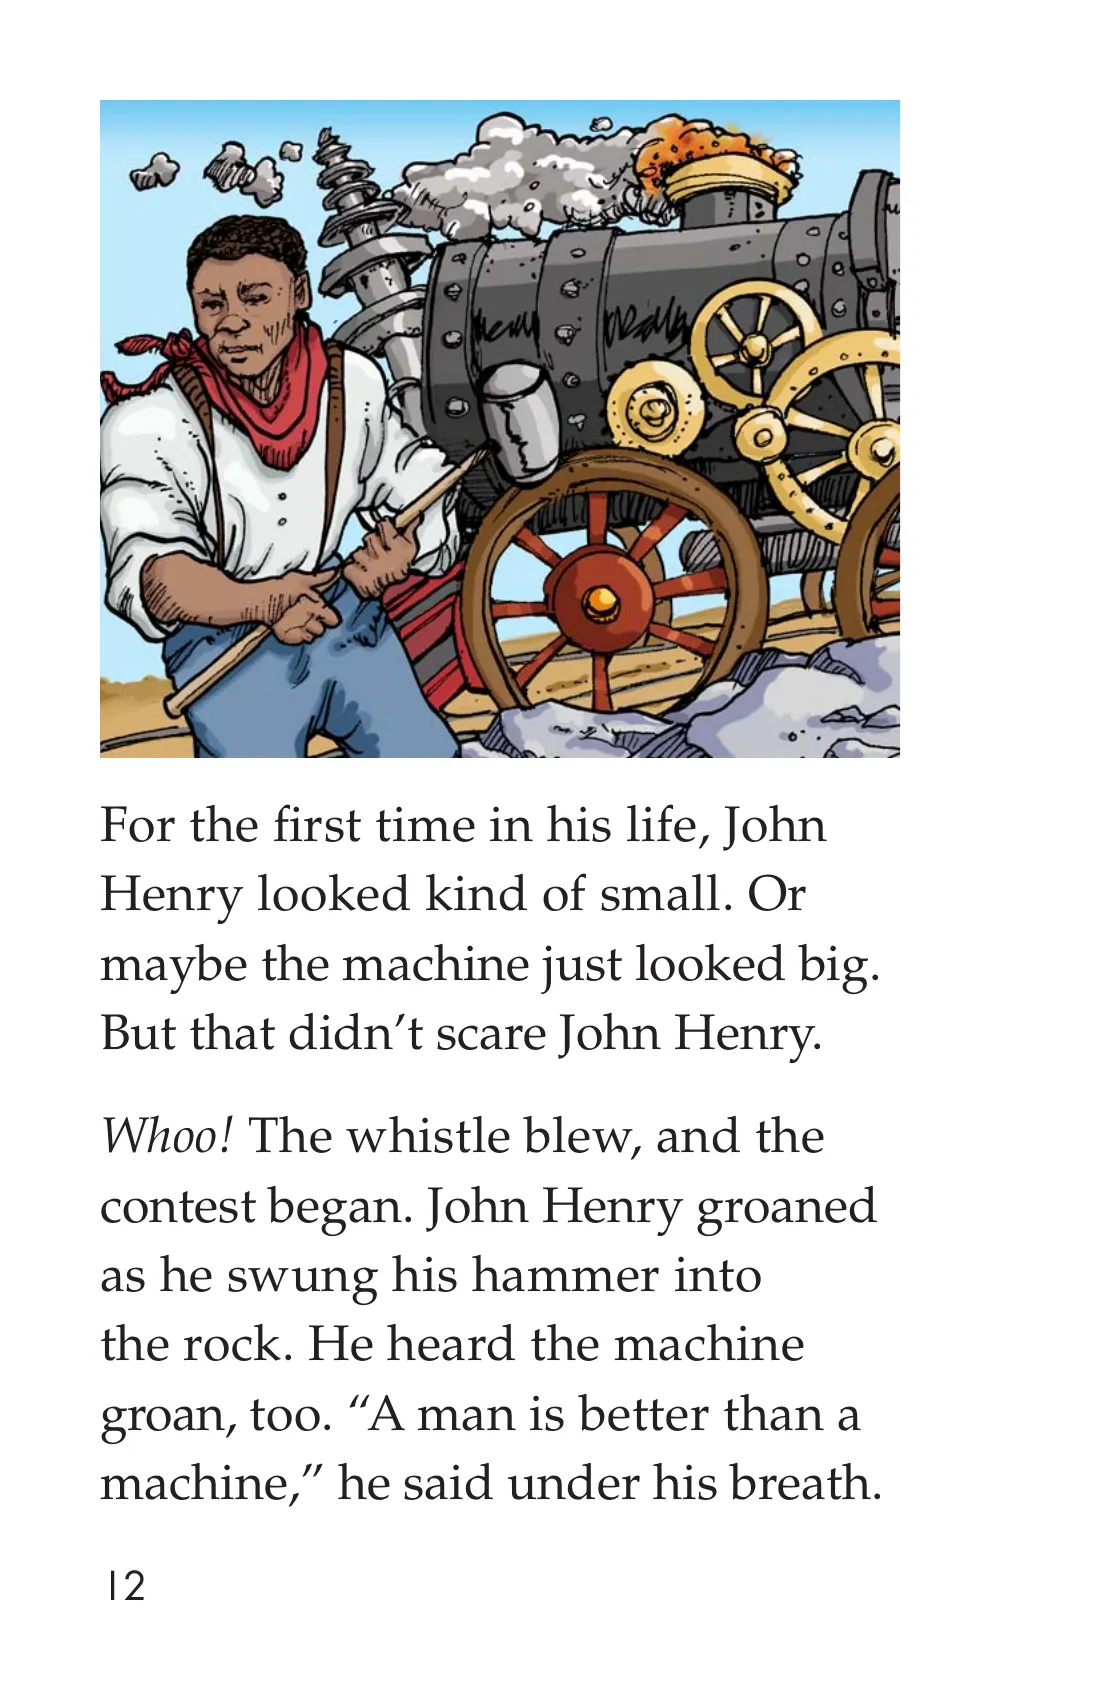 For the first time in his life, John
Henry looked kind of small. Or
maybe the machine just looked big.
But that didn’t scare John Henry.
Whoo! The whistle blew, and the
contest began. John Henry groaned
as he swung his hammer into
the rock. He heard the machine
groan, too. “A man is better than a
machine,” he said under his breath.
12